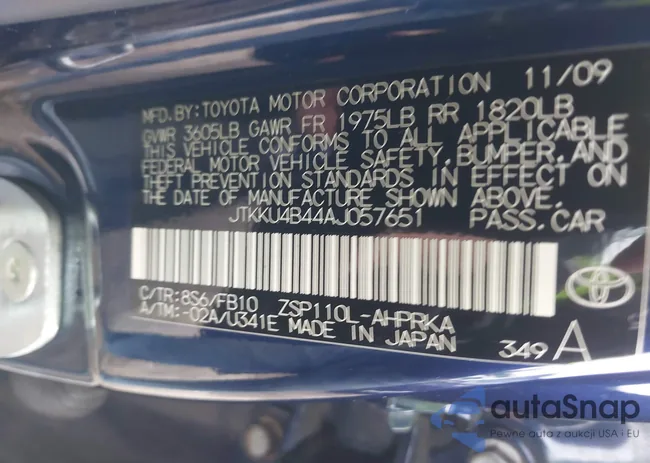 MFD.BY:TOYOTA MOTOR CORPORATION 11/09
GVWR 3605LB GAWR FR 1975LB RR 1820LB
THIS VEHICLE CONFORMS TO ALL APPLICABLE
FEDERAL MOTOR VEHICLE SAFETY,BUMPER,AND
THEFT PREVENTION STANDARDS IN EFFECT ON
THE DATE OF MANUFACTURE SHOWN ABOVE.
JTKKU4B44AJ057651 PASS.CAR
C/TR:8S6/FB10 ZSP110L-AHPRKA
A/TM:-02A/U341E MADE IN JAPAN
349 A
autaSnap
Pewne auta z aukcji USA i EU